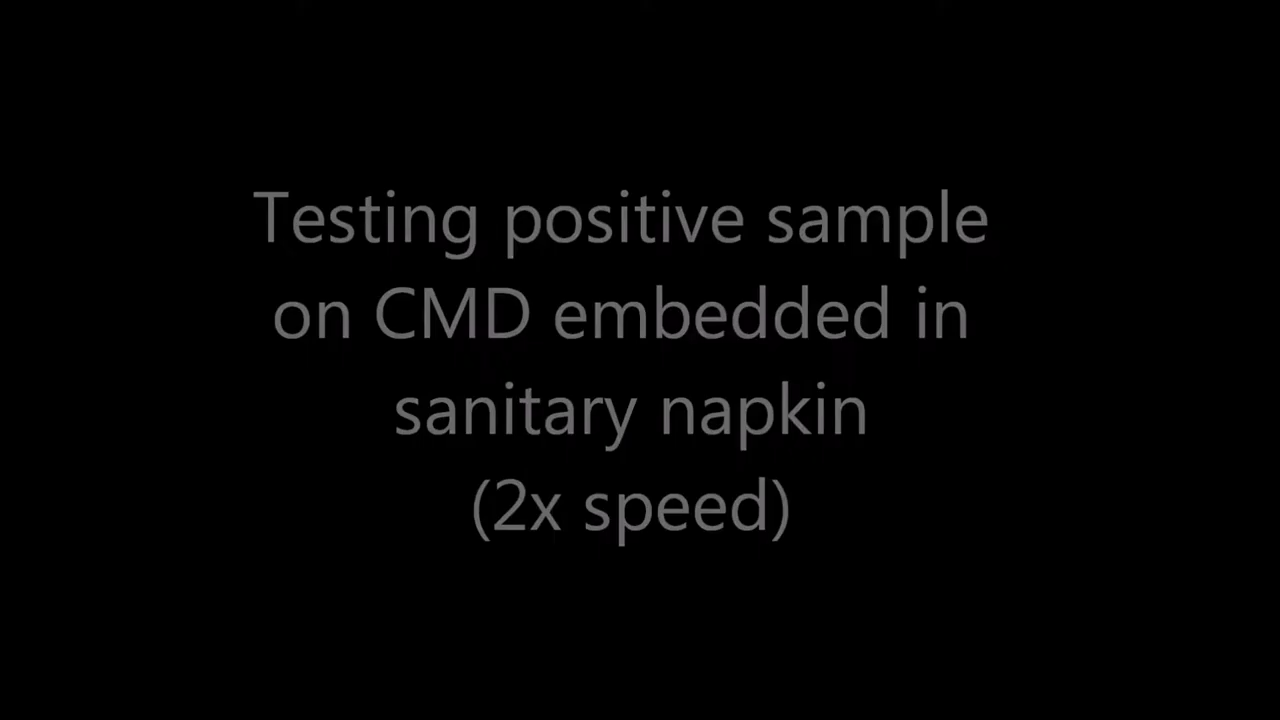 Testing positive sample
on CMD embedded in
sanitary napkin
(2x speed)